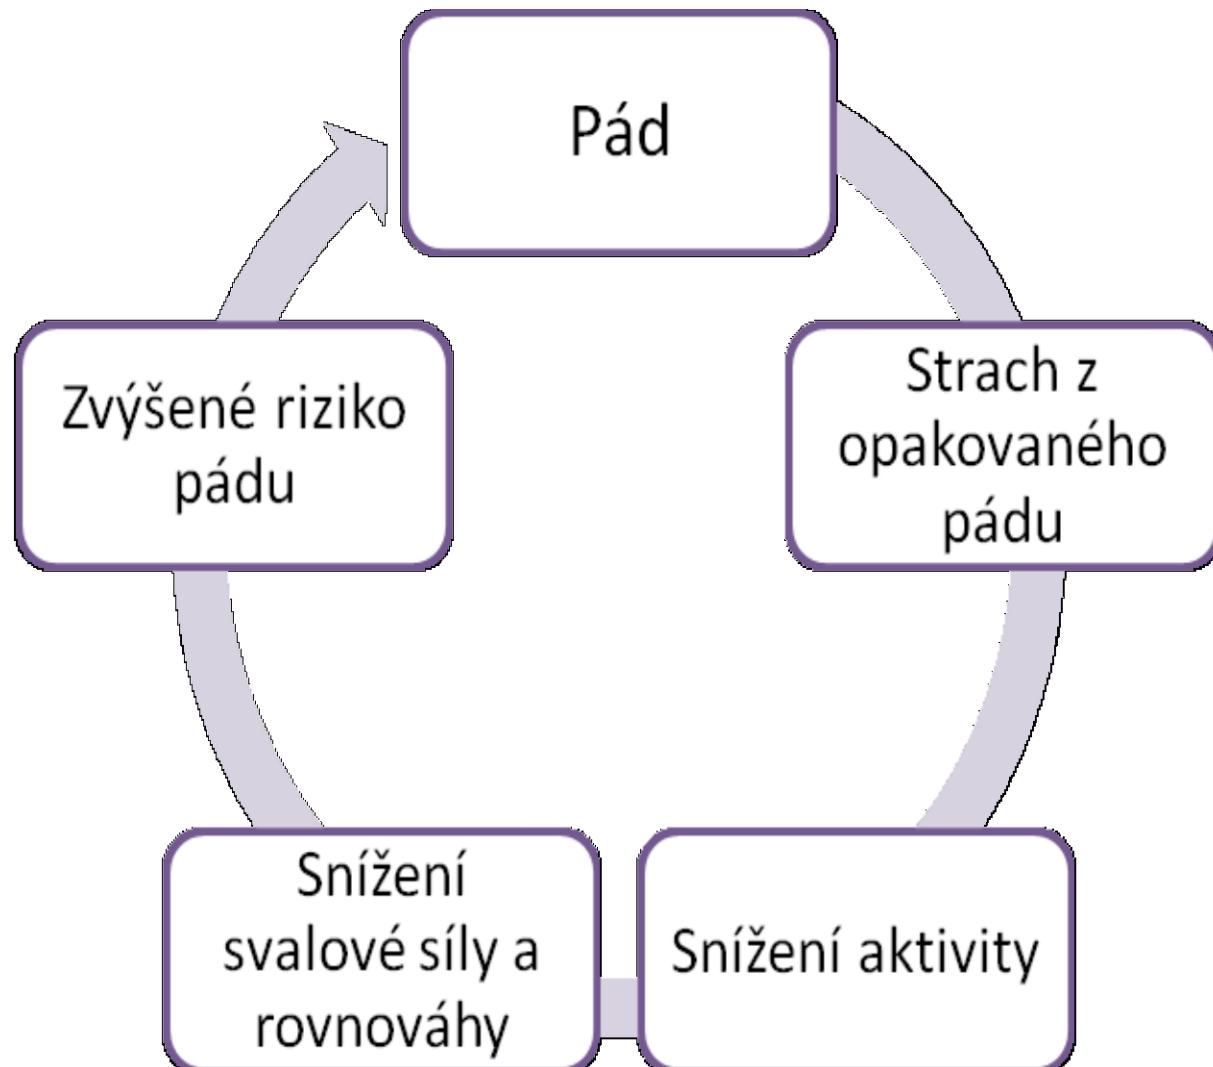 Pád
Strach z
opakovaného
pádu
Snížení aktivity
Snížení
svalové síly a
rovnováhy
Zvýšené riziko
pádu